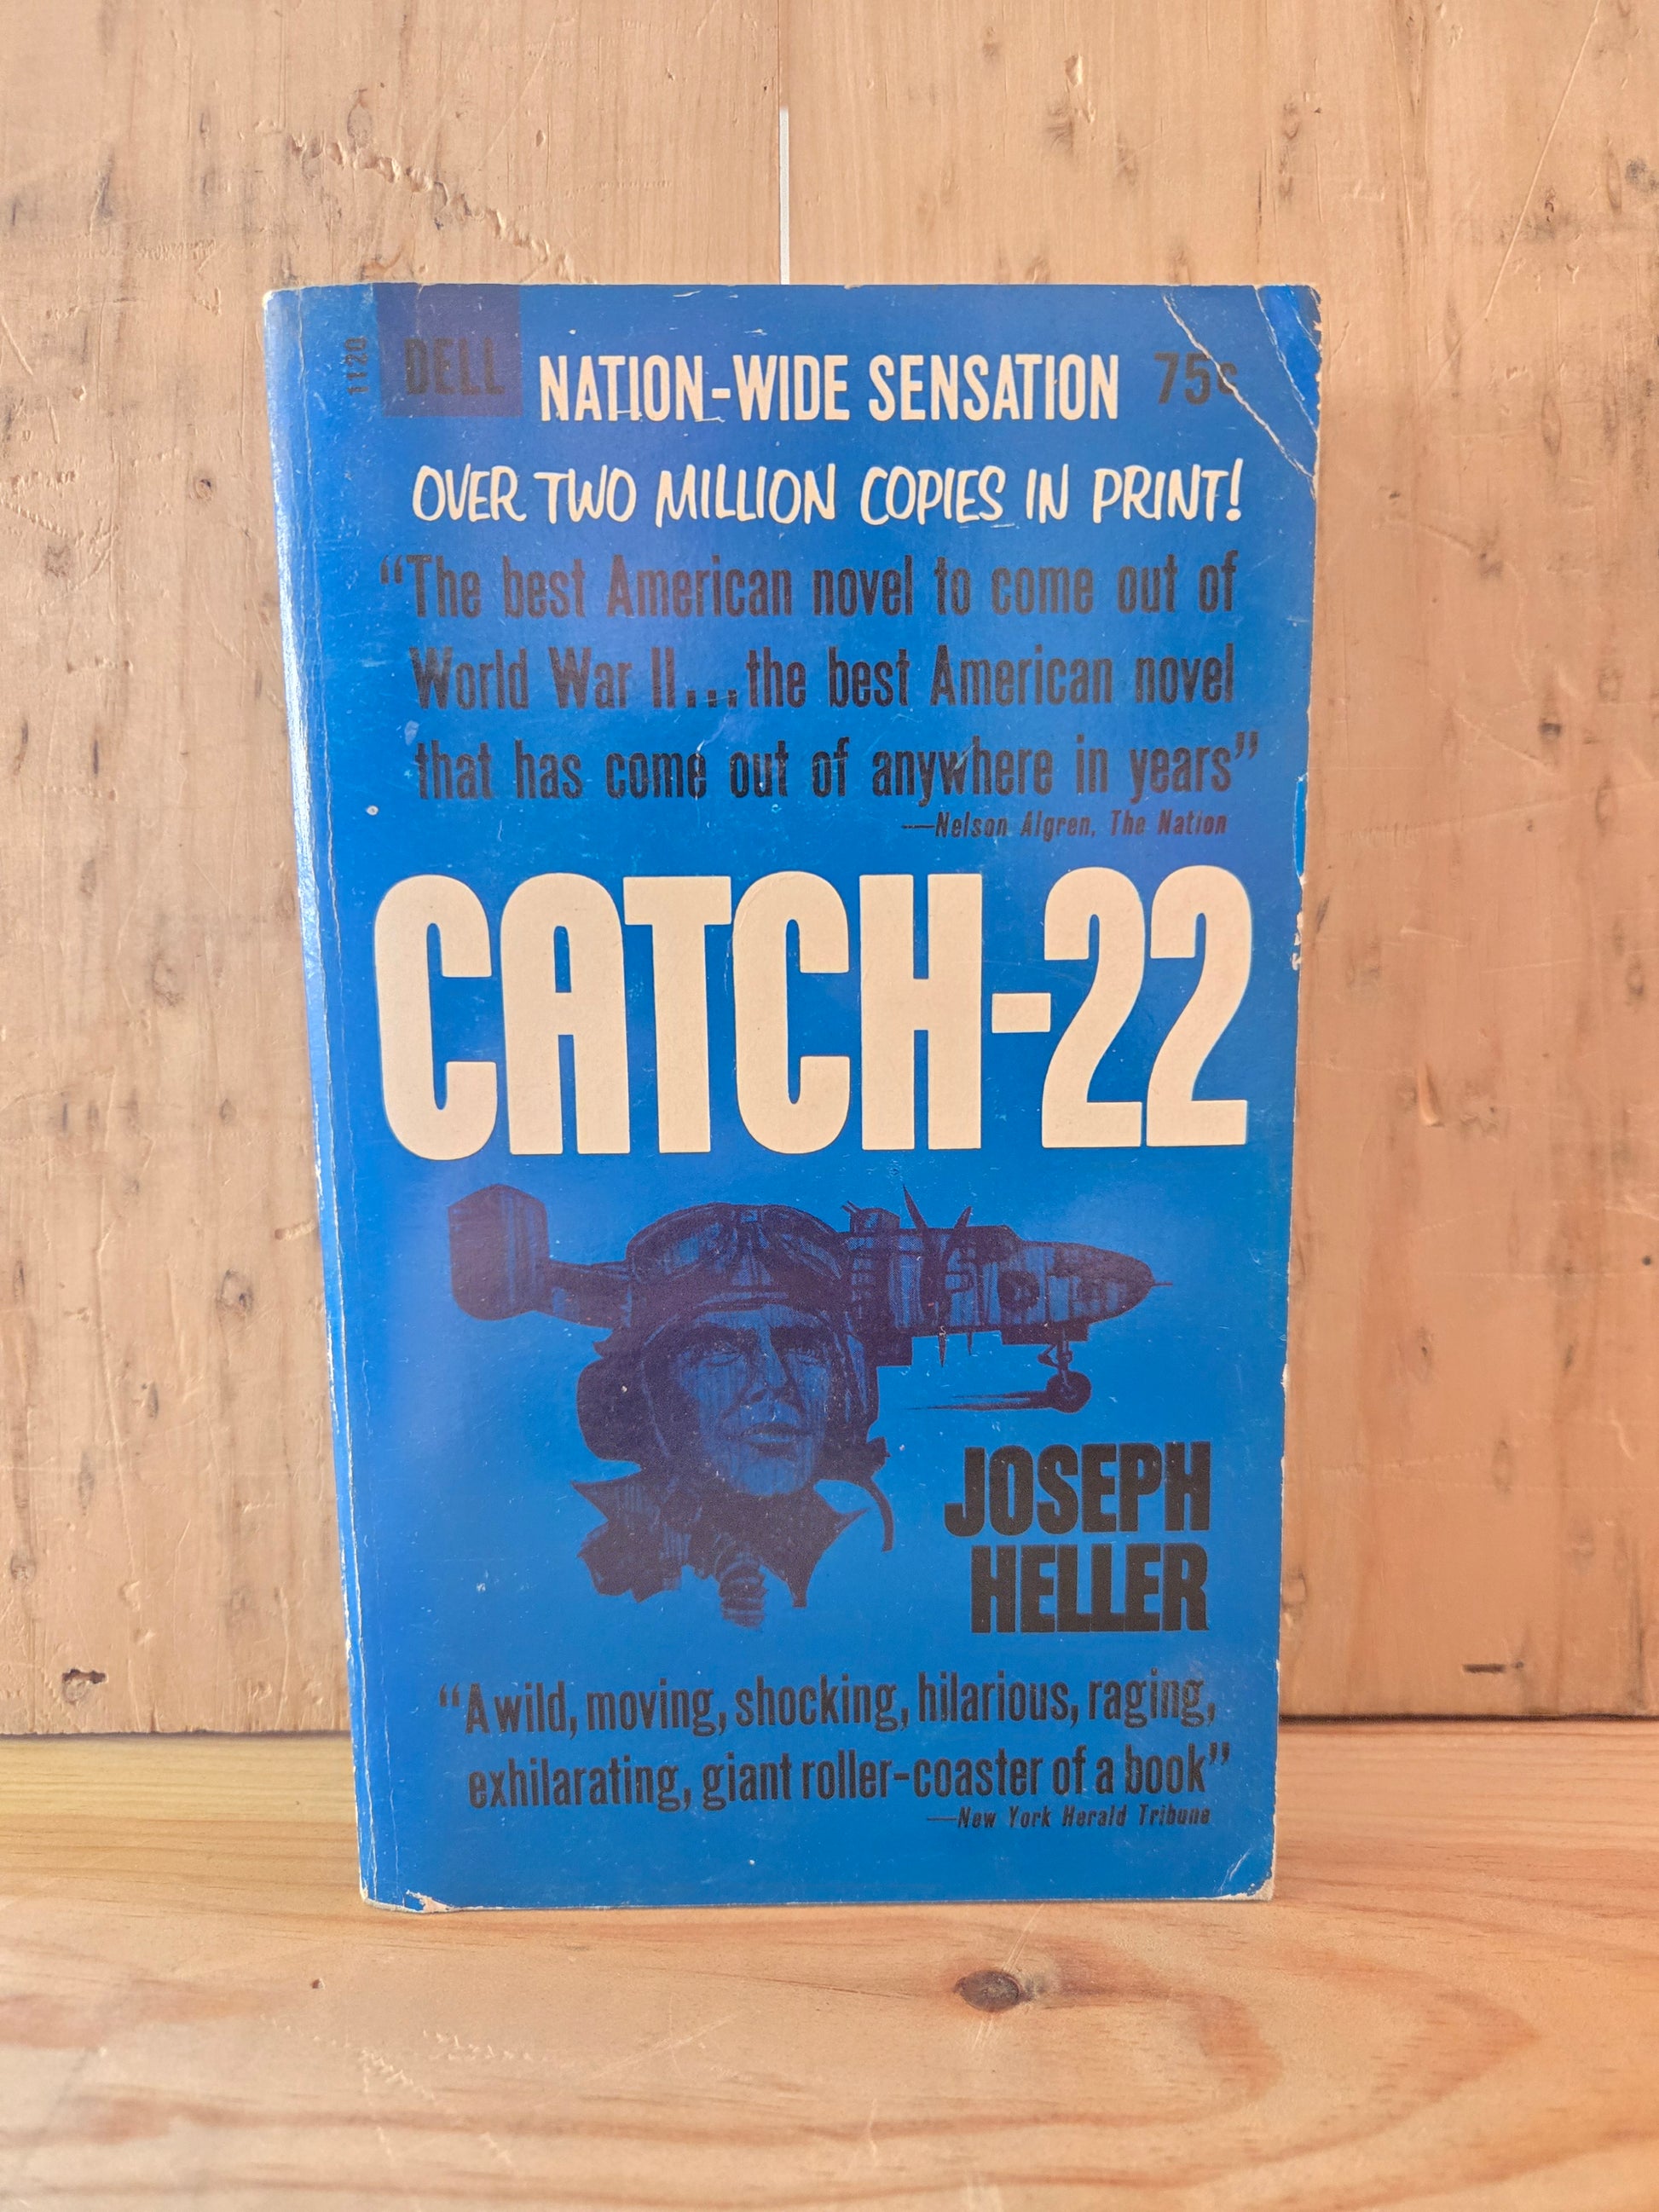 1120
DELL
NATION-WIDE SENSATION
75¢
OVER TWO MILLION COPIES IN PRINT!
“The best American novel to come out of
World War II...the best American novel
that has come out of anywhere in years”
—Nelson Algren, The Nation
CATCH-22
JOSEPH
HELLER
“A wild, moving, shocking, hilarious, raging,
exhilarating, giant roller-coaster of a book”
—New York Herald Tribune